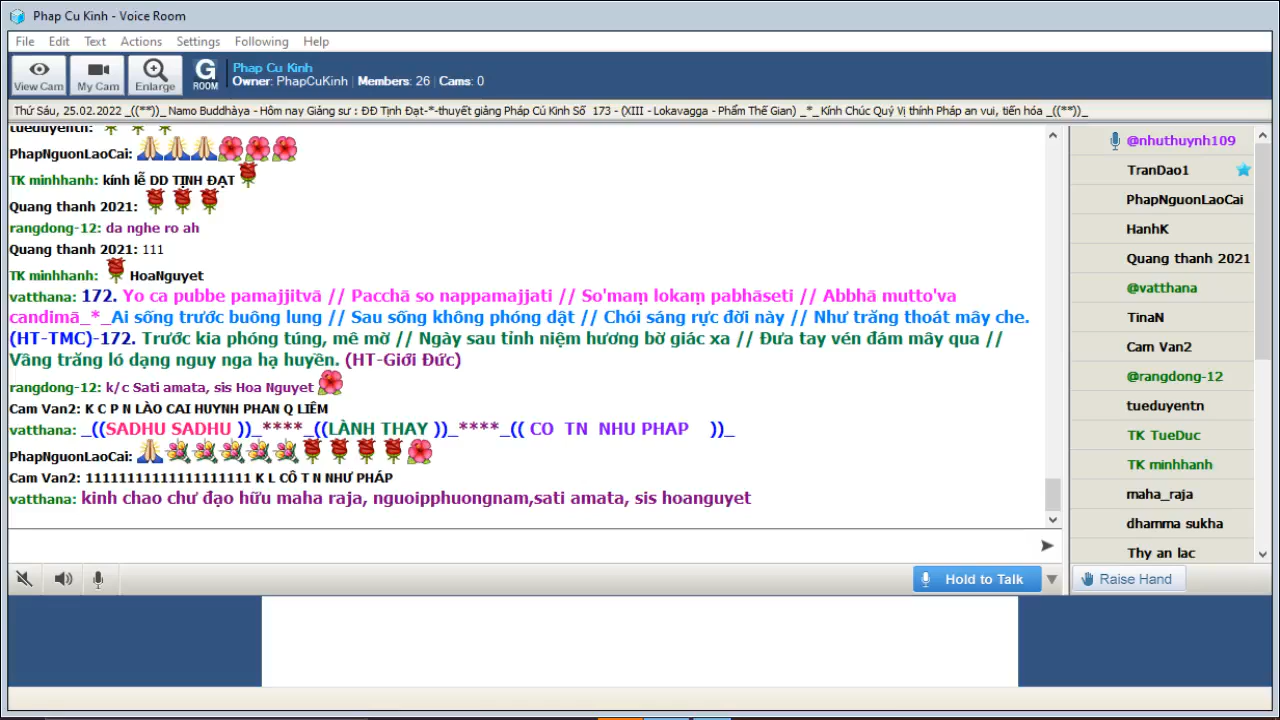 Phap Cu Kinh - Voice Room
File Edit Text Actions Settings Following Help
View Cam
My Cam
Enlarge
G
ROOM
Phap Cu Kinh
Owner: PhapCuKinh | Members: 26 | Cams: 0
Thứ Sáu, 25.02.2022 _((**))_ Namo Buddhàya - Hôm nay Giảng sư : ĐĐ Tịnh Đạt-*-thuyết giảng Pháp Cú Kinh Số 173 - (XIII - Lokavagga - Phẩm Thế Gian) _*_ Kính Chúc Quý Vị thính Pháp an vui, tiến hóa _((**))_
tueduyentn:
PhapNguonLaoCai:
TK minhhanh: kính lễ DD TỊNH ĐẠT
Quang thanh 2021:
rangdong-12: da nghe ro ah
Quang thanh 2021: 111
TK minhhanh: HoaNguyet
vatthana: 172. Yo ca pubbe pamajjitvā // Pacchā so nappamajjati // So'maṃ lokaṃ pabhāseti // Abbhā mutto'va
candimā_*_Ai sống trước buông lung // Sau sống không phóng dật // Chói sáng rực đời này // Như trăng thoát mây che.
(HT-TMC)-172. Trước kia phóng túng, mê mờ // Ngày sau tỉnh niệm hương bờ giác xa // Đưa tay vén đám mây qua //
Vâng trăng ló dạng nguy nga hạ huyền. (HT-Giới Đức)
rangdong-12: k/c Sati amata, sis Hoa Nguyet
Cam Van2: K C P N LÀO CAI HUYNH PHAN Q LIÊM
vatthana: _((SADHU SADHU ))_****_((LÀNH THAY ))_****_(( CO TN NHU PHAP ))_
PhapNguonLaoCai:
Cam Van2: 11111111111111111111 K L CÔ T N NHƯ PHÁP
vatthana: kinh chao chư đạo hữu maha raja, nguoipphuongnam,sati amata, sis hoanguyet
@nhuthuynh109
TranDao1
PhapNguonLaoCai
HanhK
Quang thanh 2021
@vatthana
TinaN
Cam Van2
@rangdong-12
tueduyentn
TK TueDuc
TK minhhanh
maha_raja
dhamma sukha
Thy an lac
Hold to Talk
Raise Hand